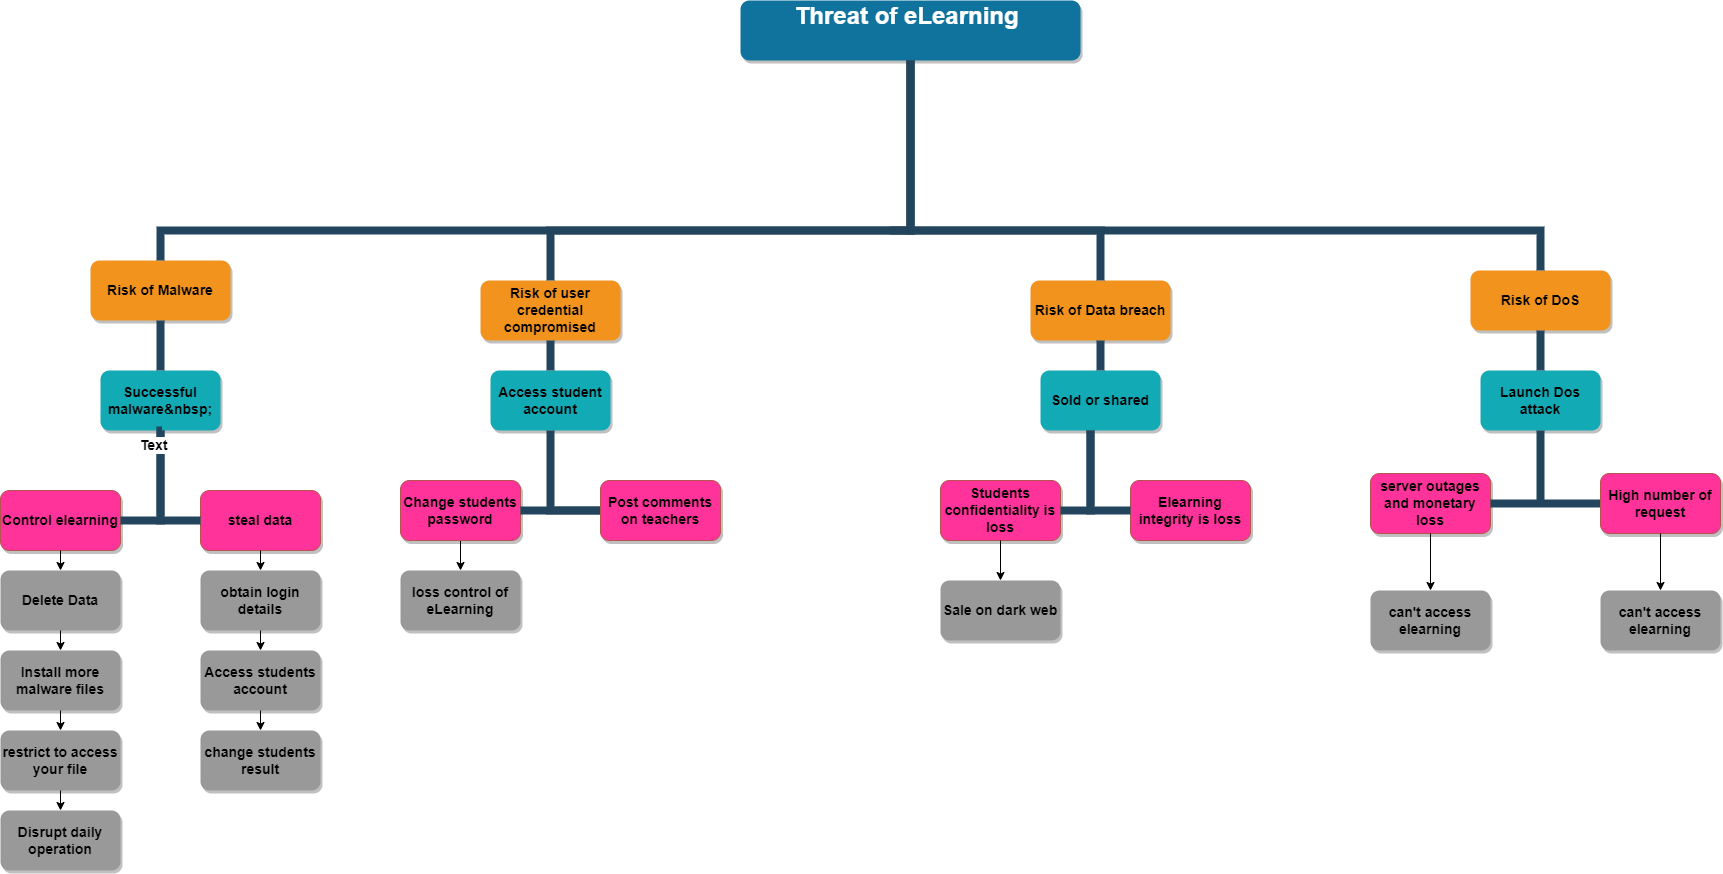 Threat of eLearning
Risk of Malware
Risk of user
credential
compromised
Risk of Data breach
Risk of DoS
Successful
malware&nbsp;
Access student
account
Sold or shared
Launch Dos
attack
Text
Control elearning
steal data
Change students
password
Post comments
on teachers
Students
confidentiality is
loss
Elearning
integrity is loss
server outages
and monetary
loss
High number of
request
Delete Data
obtain login
details
loss control of
eLearning
Sale on dark web
can't access
elearning
can't access
elearning
Install more
malware files
Access students
account
restrict to access
your file
change students
result
Disrupt daily
operation